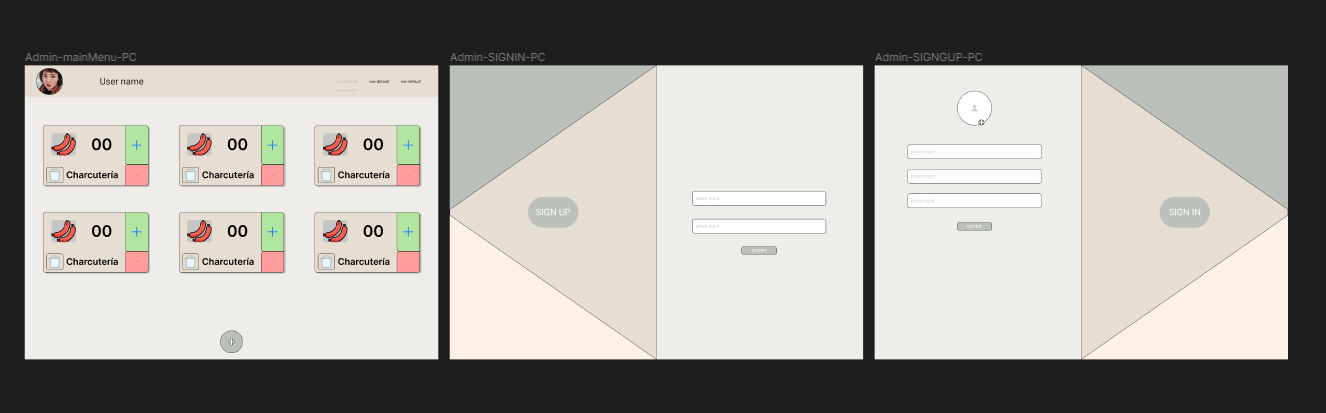 Admin-mainMenu-PC
User name
nav-default nav-default nav-default
00 + -
Charcutería
00 + -
Charcutería
00 + -
Charcutería
00 + -
Charcutería
00 + -
Charcutería
00 + -
Charcutería
Admin-SIGNIN-PC
SIGN UP
please input
please input
ENTER
Admin-SIGNGUP-PC
please input
please input
please input
ENTER
SIGN IN